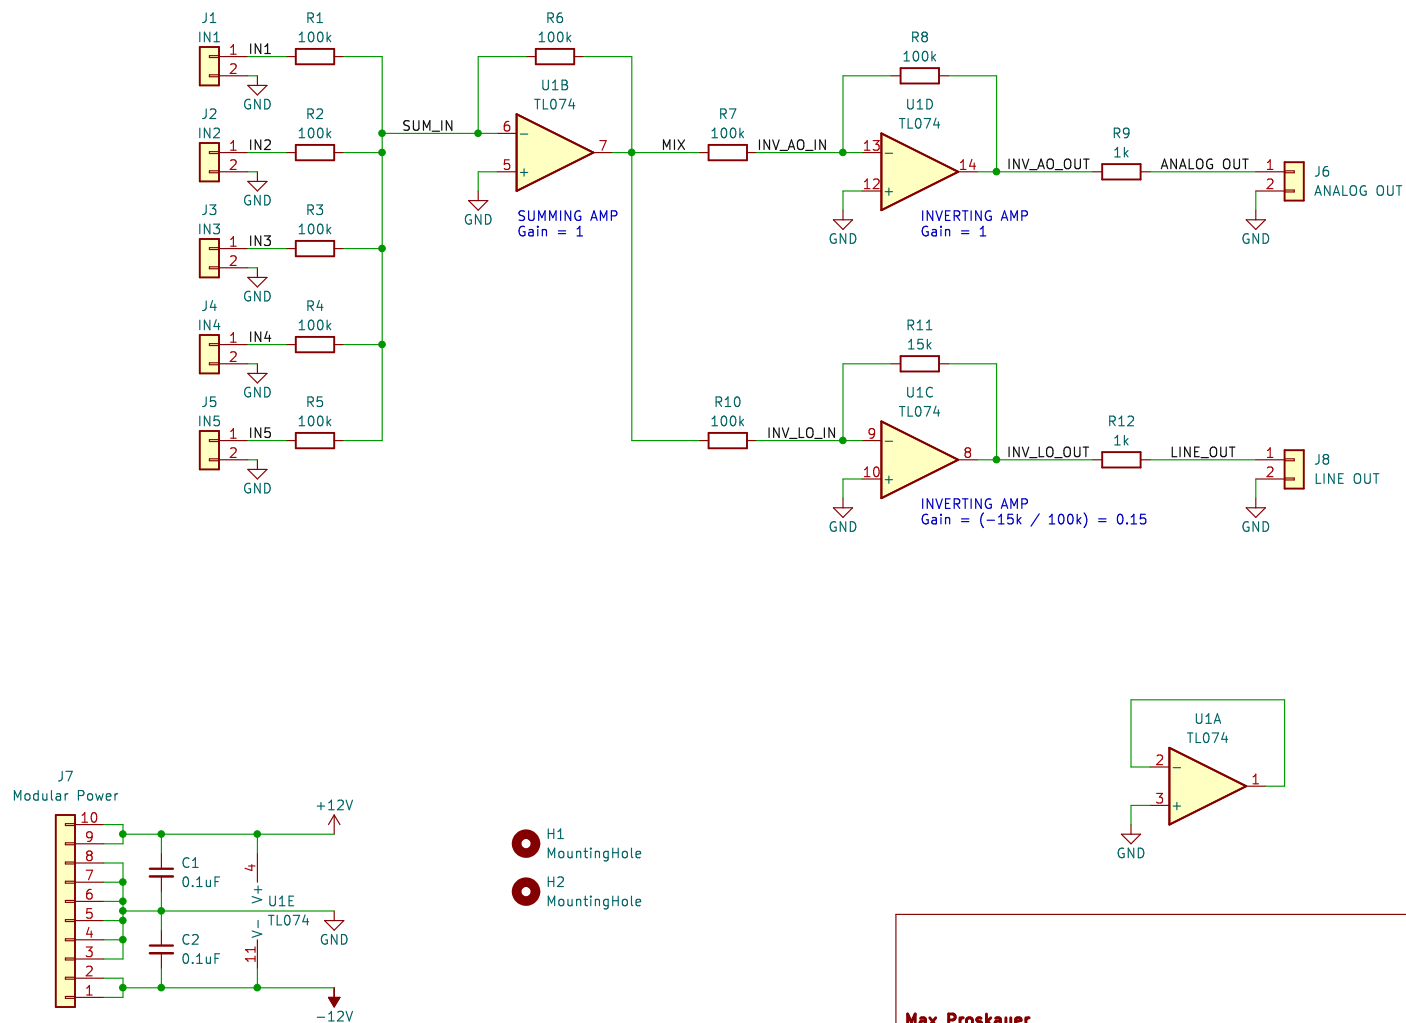 J1
IN1
1
2
IN1
GND
R1
100k
J2
IN2
1
2
IN2
GND
R2
100k
J3
IN3
1
2
IN3
GND
R3
100k
J4
IN4
1
2
IN4
GND
R4
100k
J5
IN5
1
2
IN5
GND
R5
100k
SUM_IN
R6
100k
U1B
TL074
6
5
7
−
+
GND
SUMMING AMP
Gain = 1
MIX
R7
100k
INV_AO_IN
R8
100k
U1D
TL074
13
12
14
−
+
GND
INVERTING AMP
Gain = 1
INV_AO_OUT
R9
1k
ANALOG OUT
1
2
J6
ANALOG OUT
GND
R10
100k
INV_LO_IN
R11
15k
U1C
TL074
9
10
8
−
+
GND
INVERTING AMP
Gain = (−15k / 100k) = 0.15
INV_LO_OUT
R12
1k
LINE_OUT
1
2
J8
LINE OUT
GND
U1A
TL074
2
3
1
−
+
GND
J7
Modular Power
10
9
8
7
6
5
4
3
2
1
C1
0.1uF
C2
0.1uF
4
V+
U1E
TL074
V−
11
+12V
GND
−12V
H1
MountingHole
H2
MountingHole
Max Proskauer